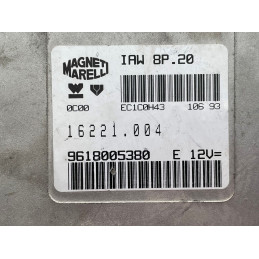 MAGNETI
MARELLI
IAW 8P.20
0C00 EC1C0H43 106 93
16221.004
9618005380 E 12V=